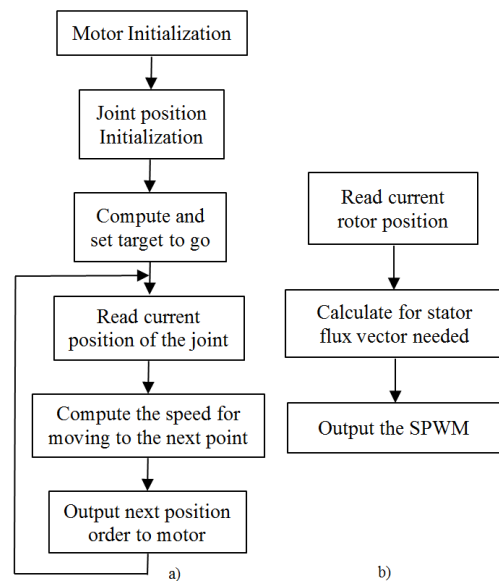 Motor Initialization
Joint position
Initialization
Compute and
set target to go
Read current
position of the joint
Compute the speed for
moving to the next point
Output next position
order to motor
a)
Read current
rotor position
Calculate for stator
flux vector needed
Output the SPWM
b)